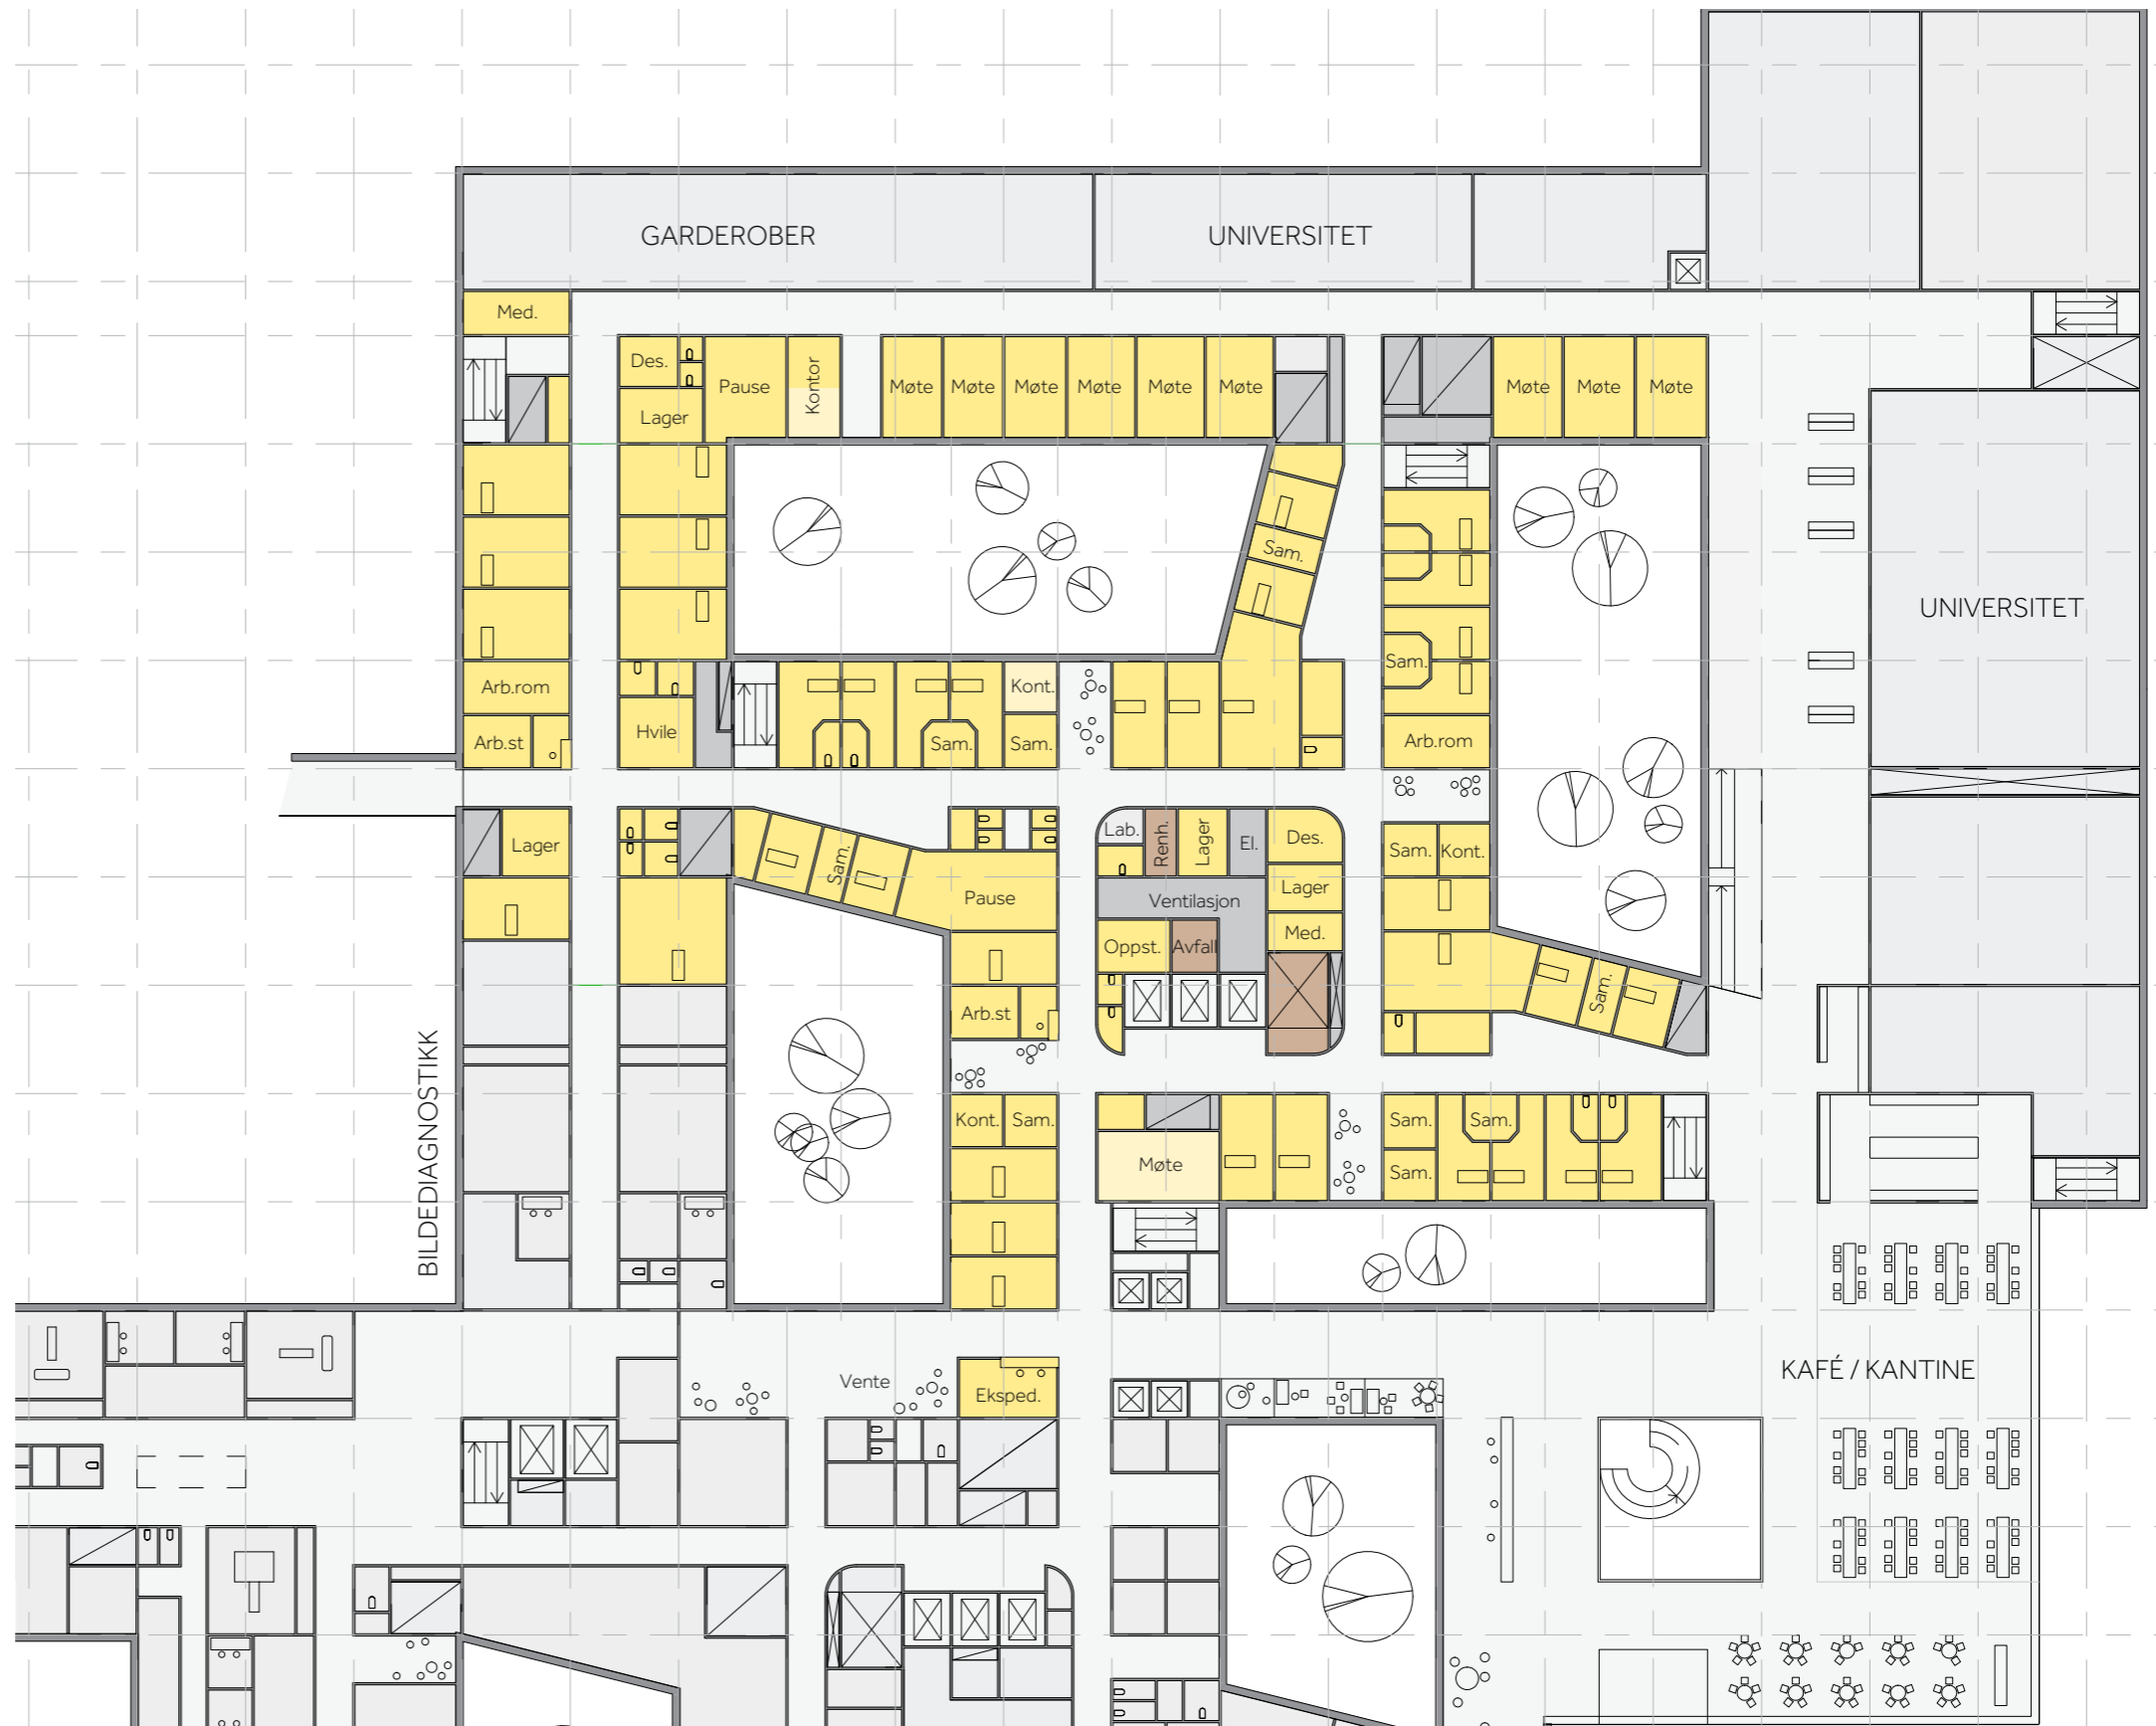 GARDEROBER
UNIVERSITET
Med.
Des.
Pause
Kontor
Møte
Møte
Møte
Møte
Møte
Møte
Møte
Møte
Møte
Lager
Sam.
UNIVERSITET
Arb.rom
Kont.
Sam.
Arb.st
Hvile
Sam.
Sam.
Arb.rom
Lager
Sam.
Lab.
Renh.
Lager
El.
Des.
Sam.
Kont.
Pause
Ventilasjon
Lager
Oppst.
Avfall
Med.
Arb.st
Sam.
BILDEDIAGNOSTIKK
Kont.
Sam.
Møte
Sam.
Sam.
Sam.
Vente
Eksped.
KAFÉ / KANTINE